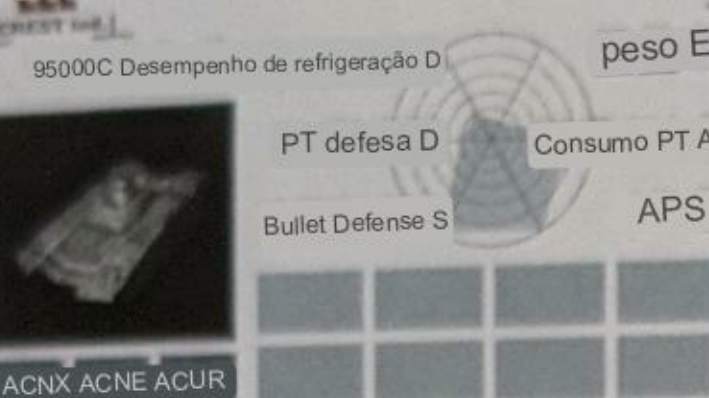 95000C Desempenho de refrigeração D
peso E
PT defesa D
Consumo PT A
Bullet Defense S
APS
ACNX ACNE ACUR